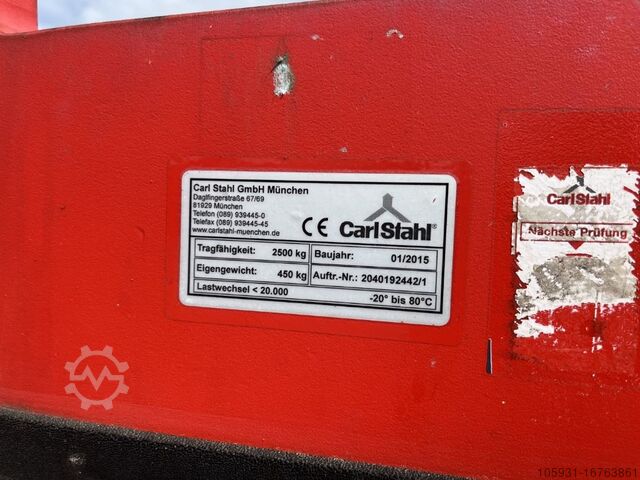 Carl Stahl GmbH München
Daglfingerstraße 67/69
81929 München
Telefon (089) 939445-0
Telefax (089) 939445-45
www.carlstahl-muenchen.de
CE CarlStahl®
Tragfähigkeit: 2500 kg Baujahr: 01/2015
Eigengewicht: 450 kg Auftr.-Nr.: 2040192442/1
Lastwechsel < 20.000 -20° bis 80°C
CarlStahl
Nächste Prüfung
105931-16763861